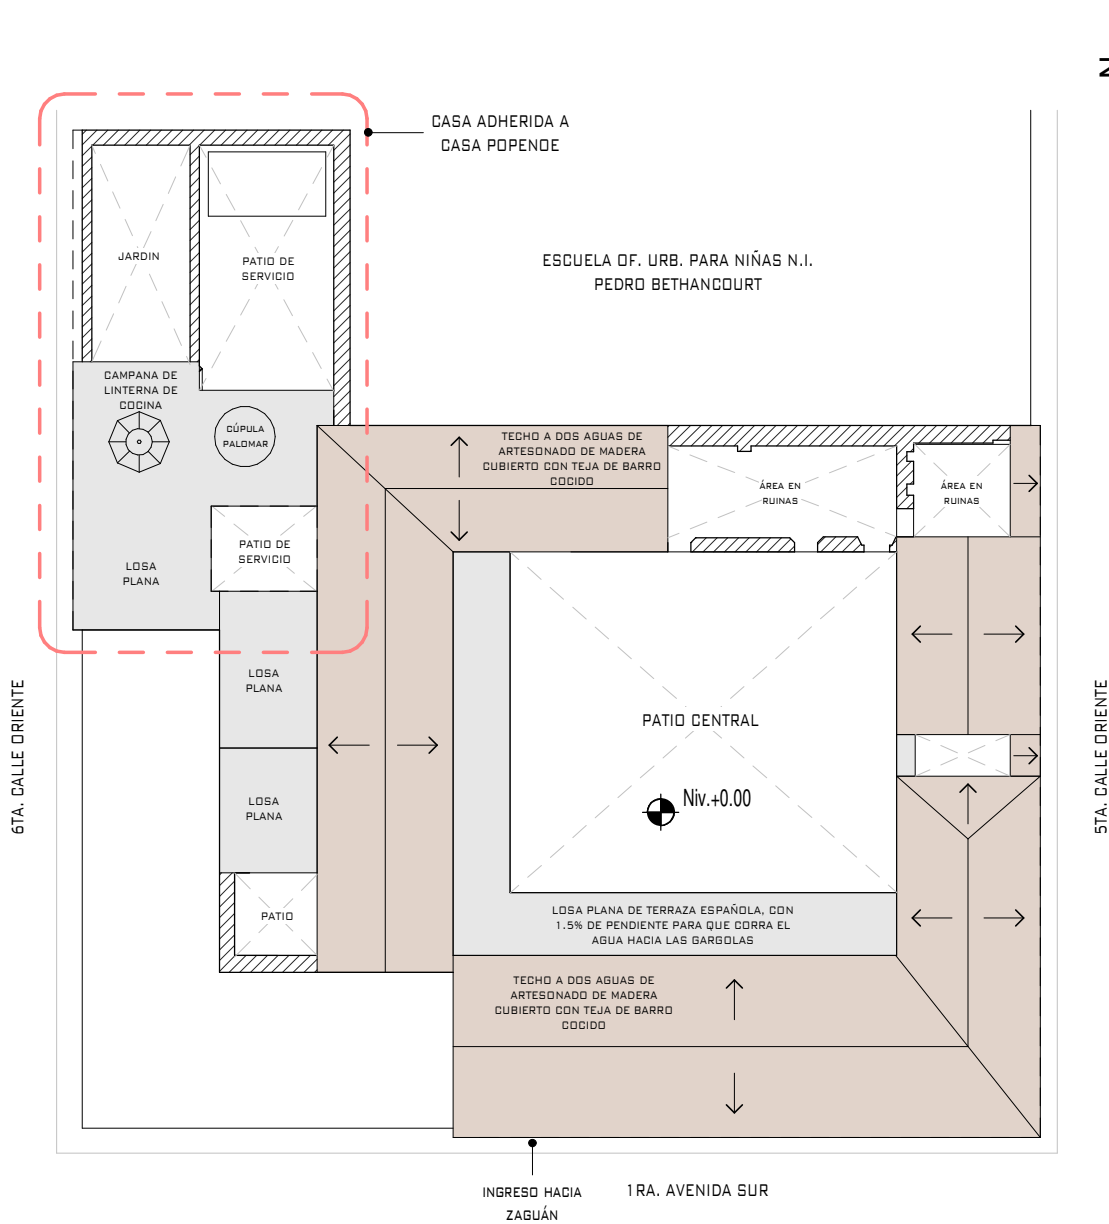 N
CASA ADHERIDA A
CASA POPENOE
JARDIN
PATIO DE
SERVICIO
ESCUELA OF. URB. PARA NIÑAS N.I.
PEDRO BETHANCOURT
CAMPANA DE
LINTERNA DE
COCINA
CÚPULA
PALOMAR
TECHO A DOS AGUAS DE
ARTESONADO DE MADERA
CUBIERTO CON TEJA DE BARRO
COCIDO
ÁREA EN
RUINAS
ÁREA EN
RUINAS
PATIO DE
SERVICIO
LOSA
PLANA
LOSA
PLANA
PATIO CENTRAL
Niv.+0.00
6TA. CALLE ORIENTE
5TA. CALLE ORIENTE
LOSA
PLANA
PATIO
LOSA PLANA DE TERRAZA ESPAÑOLA, CON
1.5% DE PENDIENTE PARA QUE CORRA EL
AGUA HACIA LAS GARGOLAS
TECHO A DOS AGUAS DE
ARTESONADO DE MADERA
CUBIERTO CON TEJA DE BARRO
COCIDO
INGRESO HACIA
ZAGUÁN
1RA. AVENIDA SUR